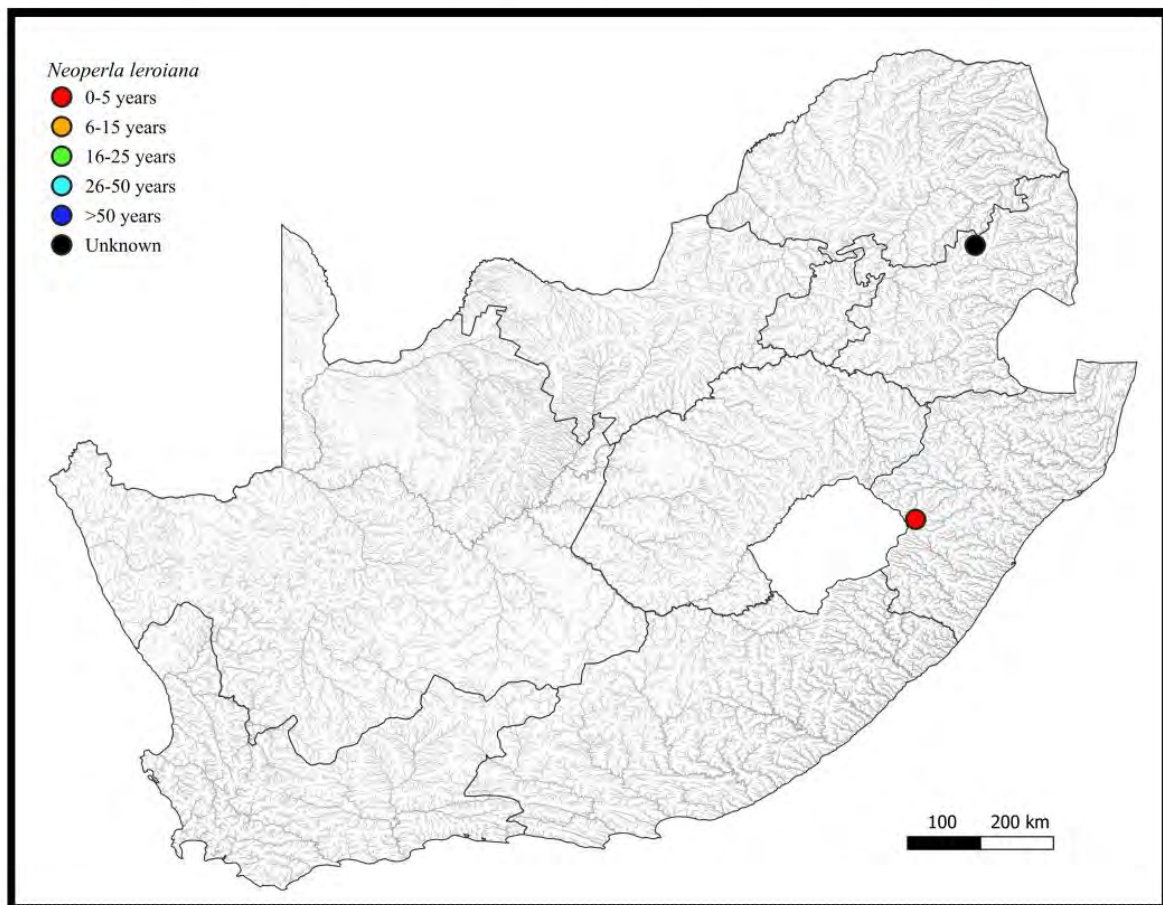 Neoperla leroiana
0-5 years
6-15 years
16-25 years
26-50 years
>50 years
Unknown
100 200 km